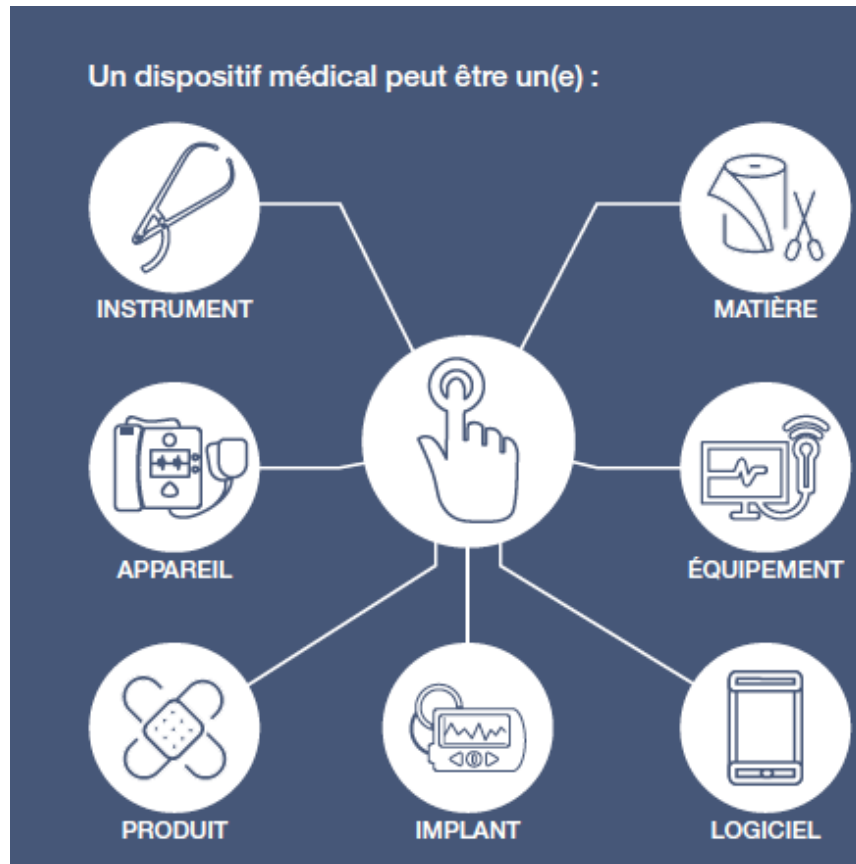 Un dispositif médical peut être un(e) :
INSTRUMENT
MATIÈRE
APPAREIL
ÉQUIPEMENT
PRODUIT
IMPLANT
LOGICIEL